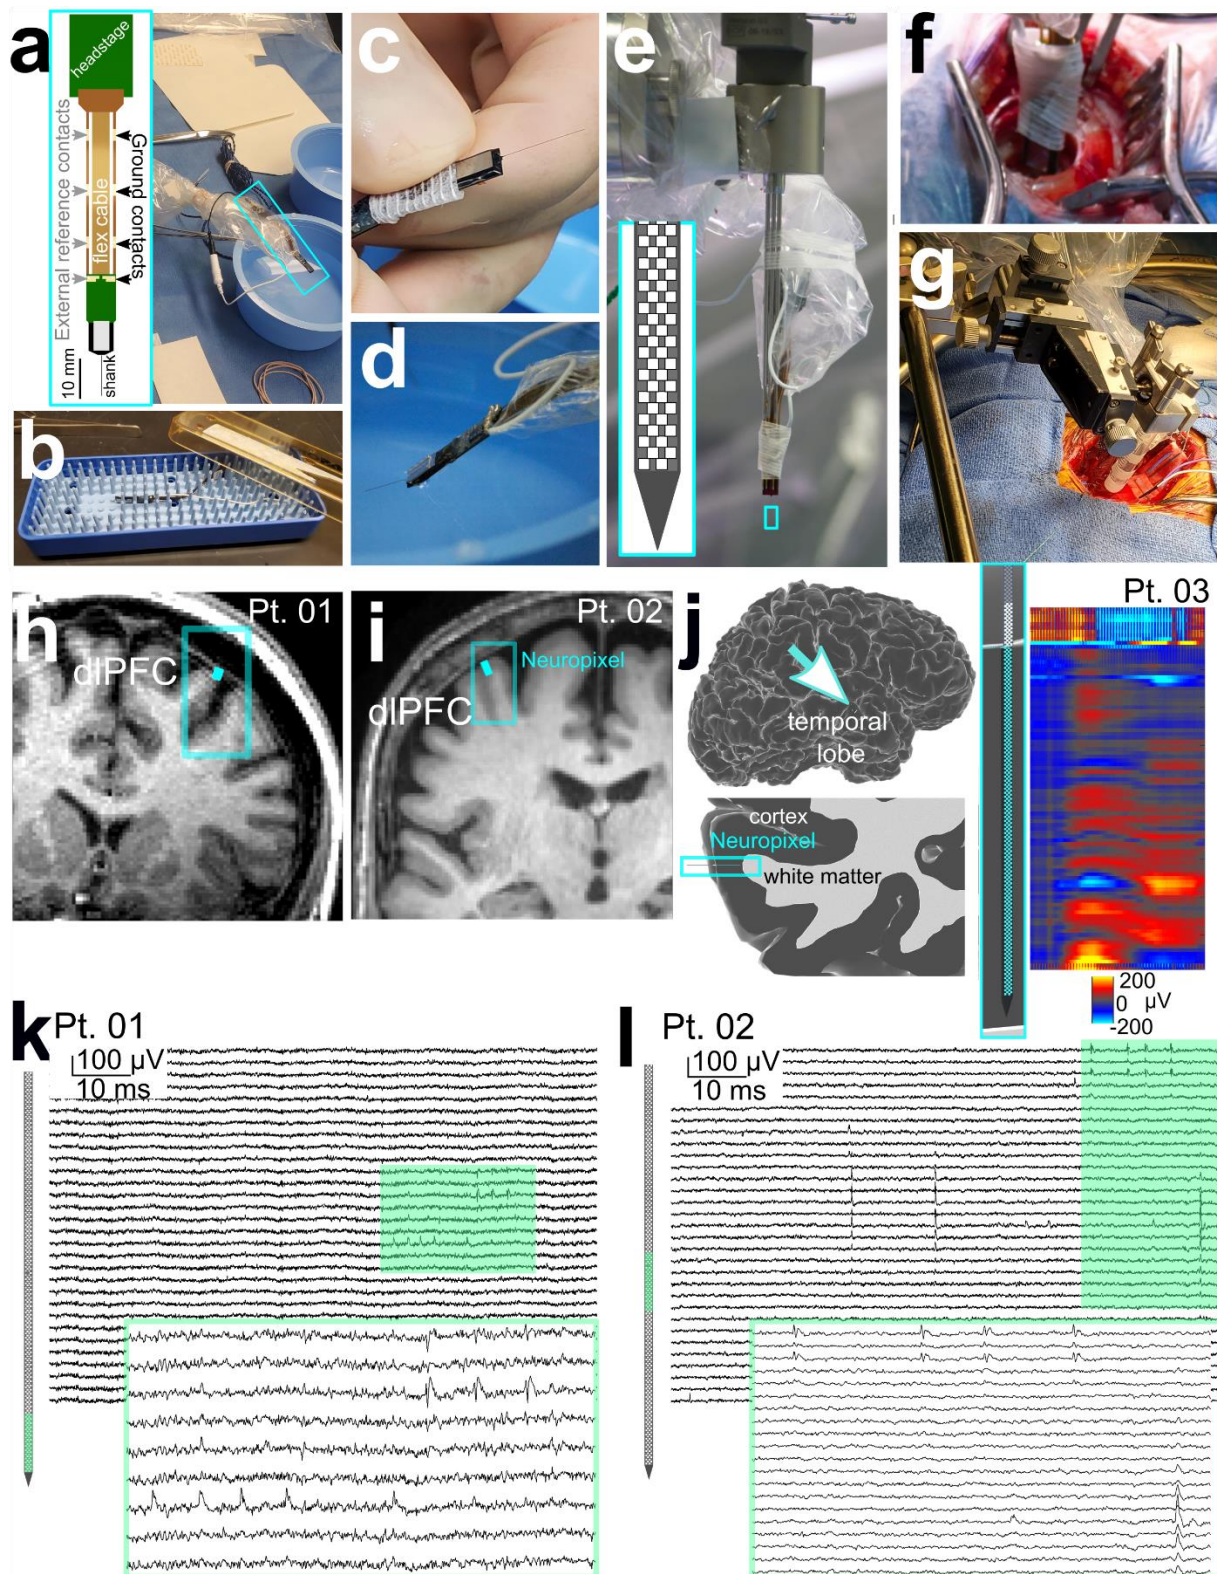 a
headstage
External reference contacts
Ground contacts
flex cable
10 mm
shank
b
c
d
e
f
g
h
Pt. 01
dlPFC
i
Pt. 02
Neuropixel
dlPFC
j
temporal
lobe
cortex
Neuropixel
white matter
Pt. 03
200
0
-200
µV
k
Pt. 01
100 µV
10 ms
l
Pt. 02
100 µV
10 ms